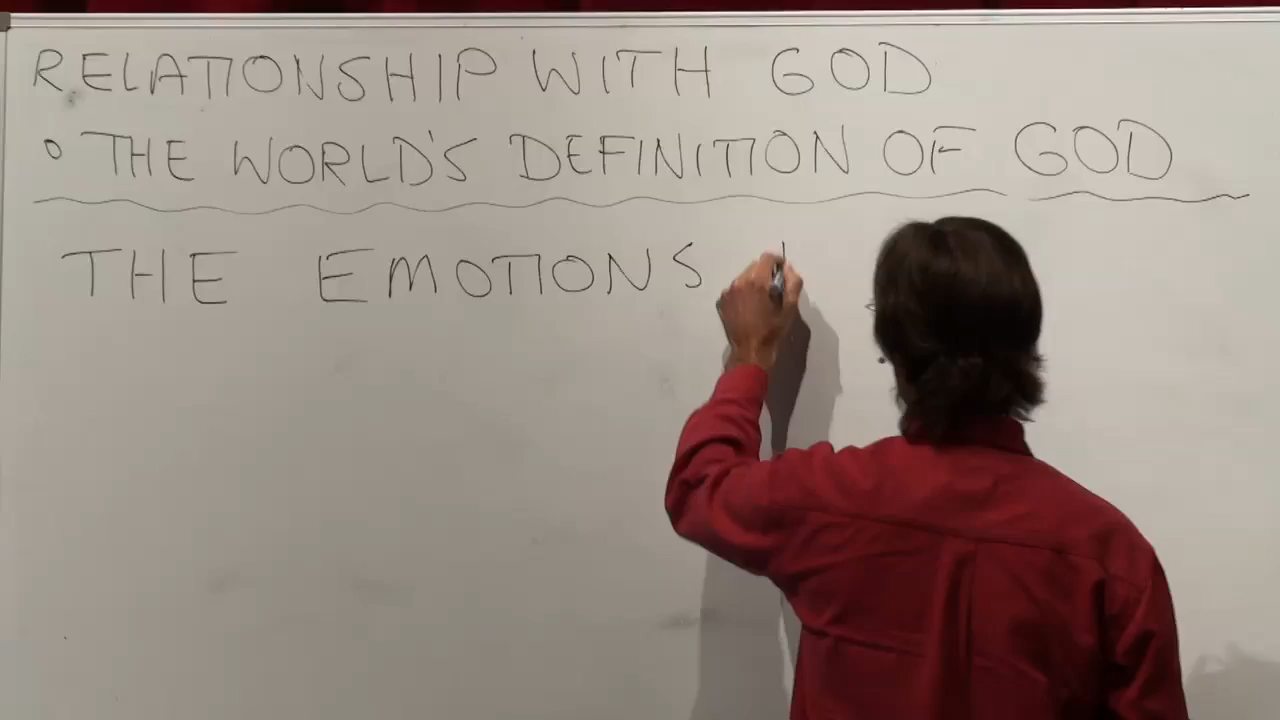 RELATIONSHIP WITH GOD
• THE WORLD'S DEFINITION OF GOD
THE EMOTIONS